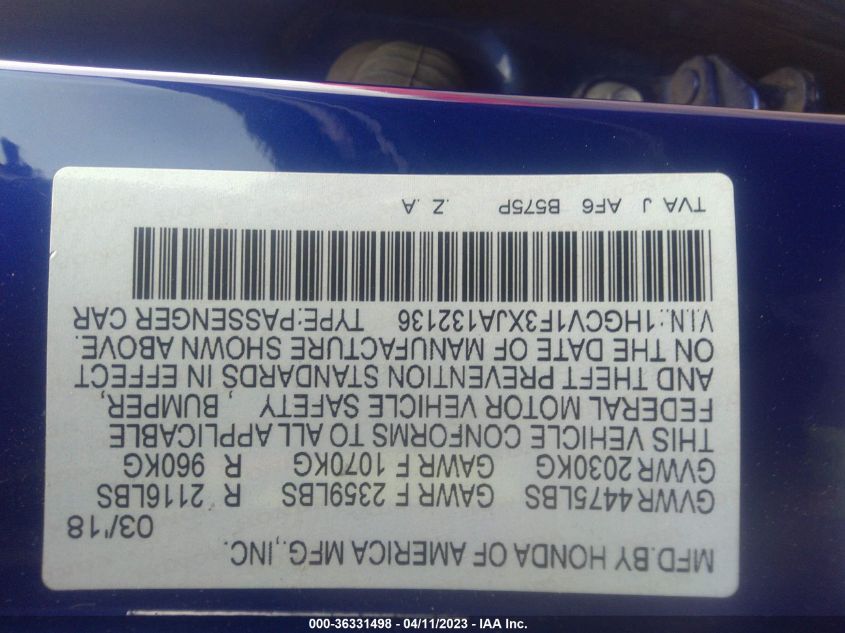 MFD.BY HONDA OF AMERICA MFG.,INC.
03/'18
GVWR 4475LBS GAWR F 2359LBS R 2116LBS
GVWR 2030KG GAWR F 1070KG R 960KG
THIS VEHICLE CONFORMS TO ALL APPLICABLE
FEDERAL MOTOR VEHICLE SAFETY , BUMPER,
AND THEFT PREVENTION STANDARDS IN EFFECT
ON THE DATE OF MANUFACTURE SHOWN ABOVE.
V.I.N.:1HGCV1F3XJA132136 TYPE:PASSENGER CAR
TVA J AF6 B575P .Z .A
000-36331498 - 04/11/2023 - IAA Inc.